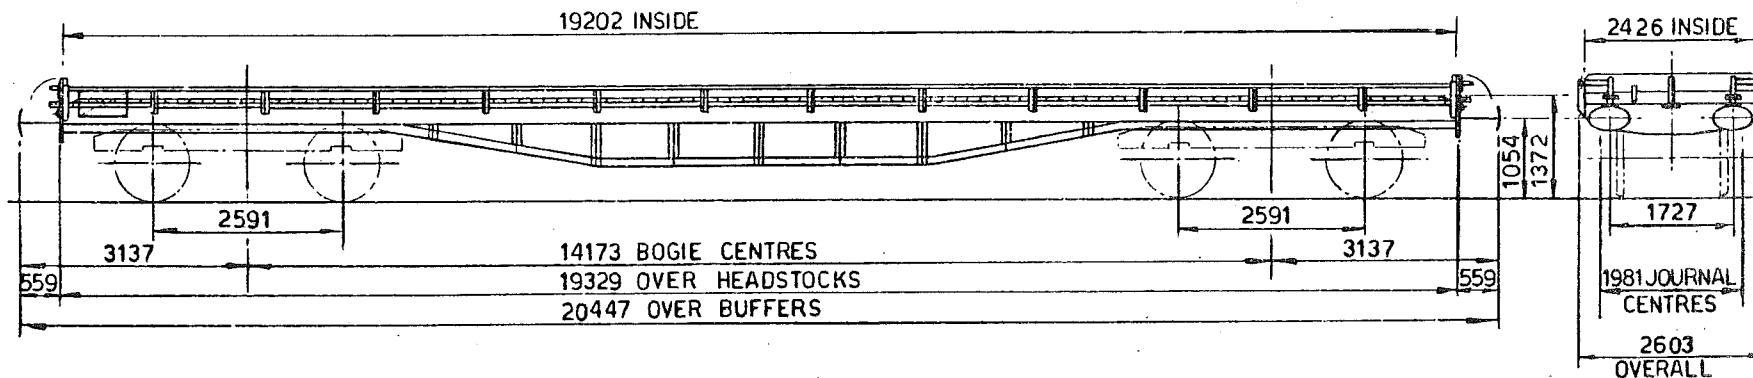 19202 INSIDE
2426 INSIDE
1054
1372
2591
2591
1727
3137
14173 BOGIE CENTRES
3137
559
19329 OVER HEADSTOCKS
559
1981 JOURNAL
CENTRES
20447 OVER BUFFERS
2603
OVERALL